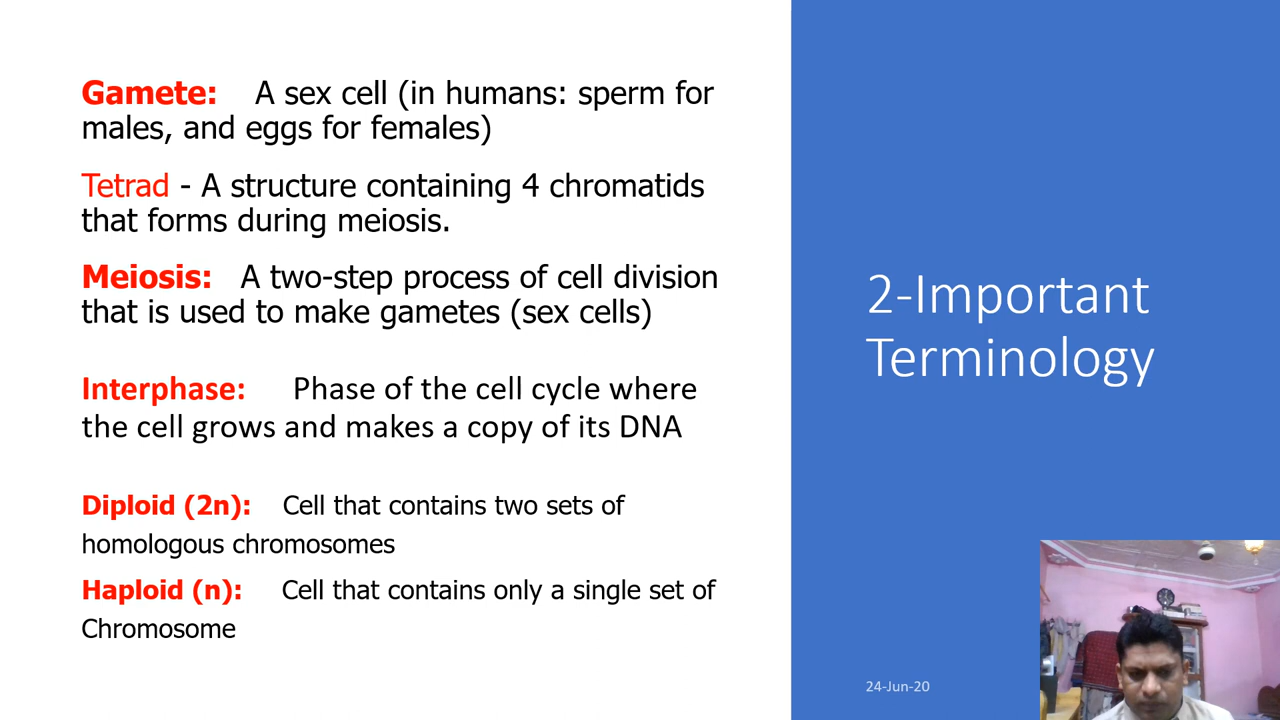 Gamete: A sex cell (in humans: sperm for
males, and eggs for females)
Tetrad - A structure containing 4 chromatids
that forms during meiosis.
Meiosis: A two-step process of cell division
that is used to make gametes (sex cells)
Interphase: Phase of the cell cycle where
the cell grows and makes a copy of its DNA
Diploid (2n): Cell that contains two sets of
homologous chromosomes
Haploid (n): Cell that contains only a single set of
Chromosome
2-Important
Terminology
24-Jun-20